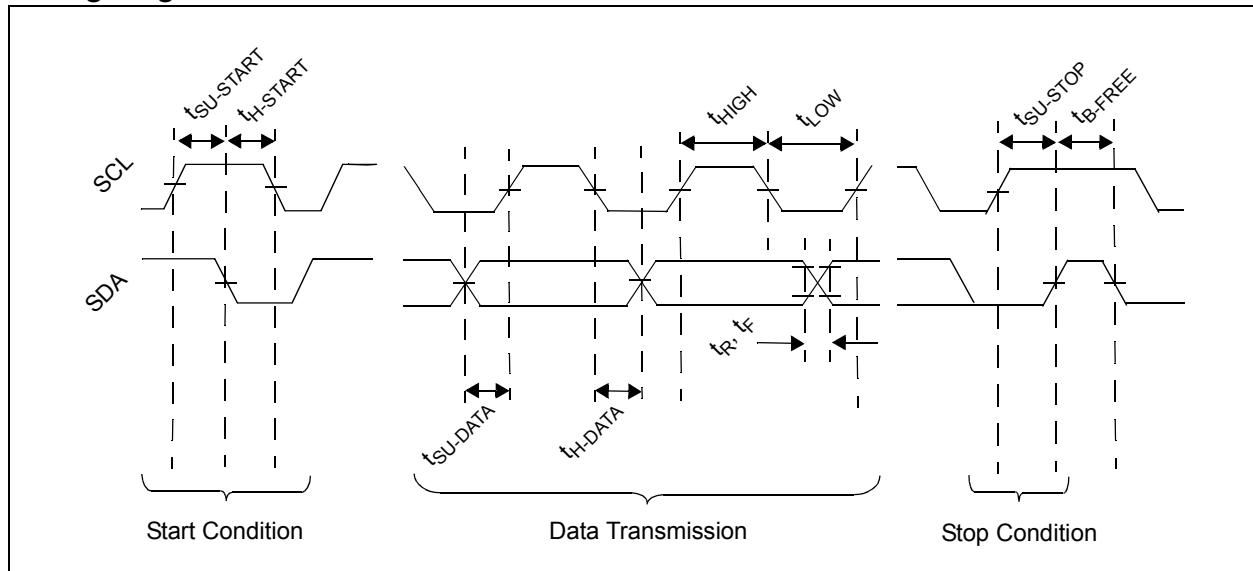 tSU-START
tH-START
tHIGH
tLOW
tSU-STOP
tB-FREE
SCL
SDA
tR, tF
tSU-DATA
tH-DATA
Start Condition
Data Transmission
Stop Condition